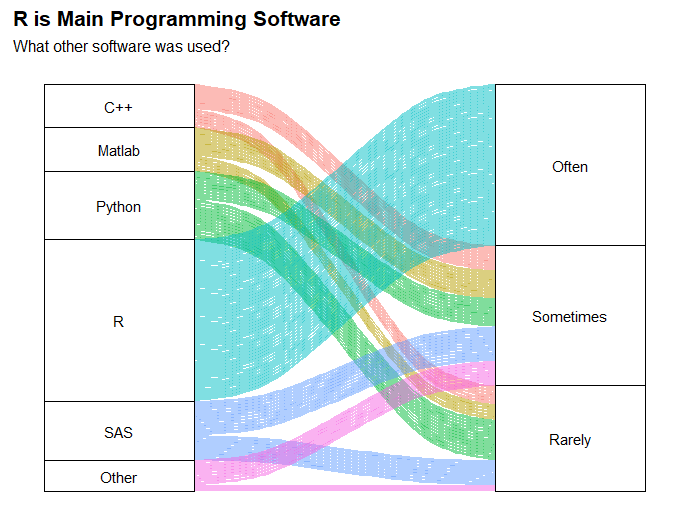 R is Main Programming Software
What other software was used?
C++
Matlab
Python
R
SAS
Other
Often
Sometimes
Rarely